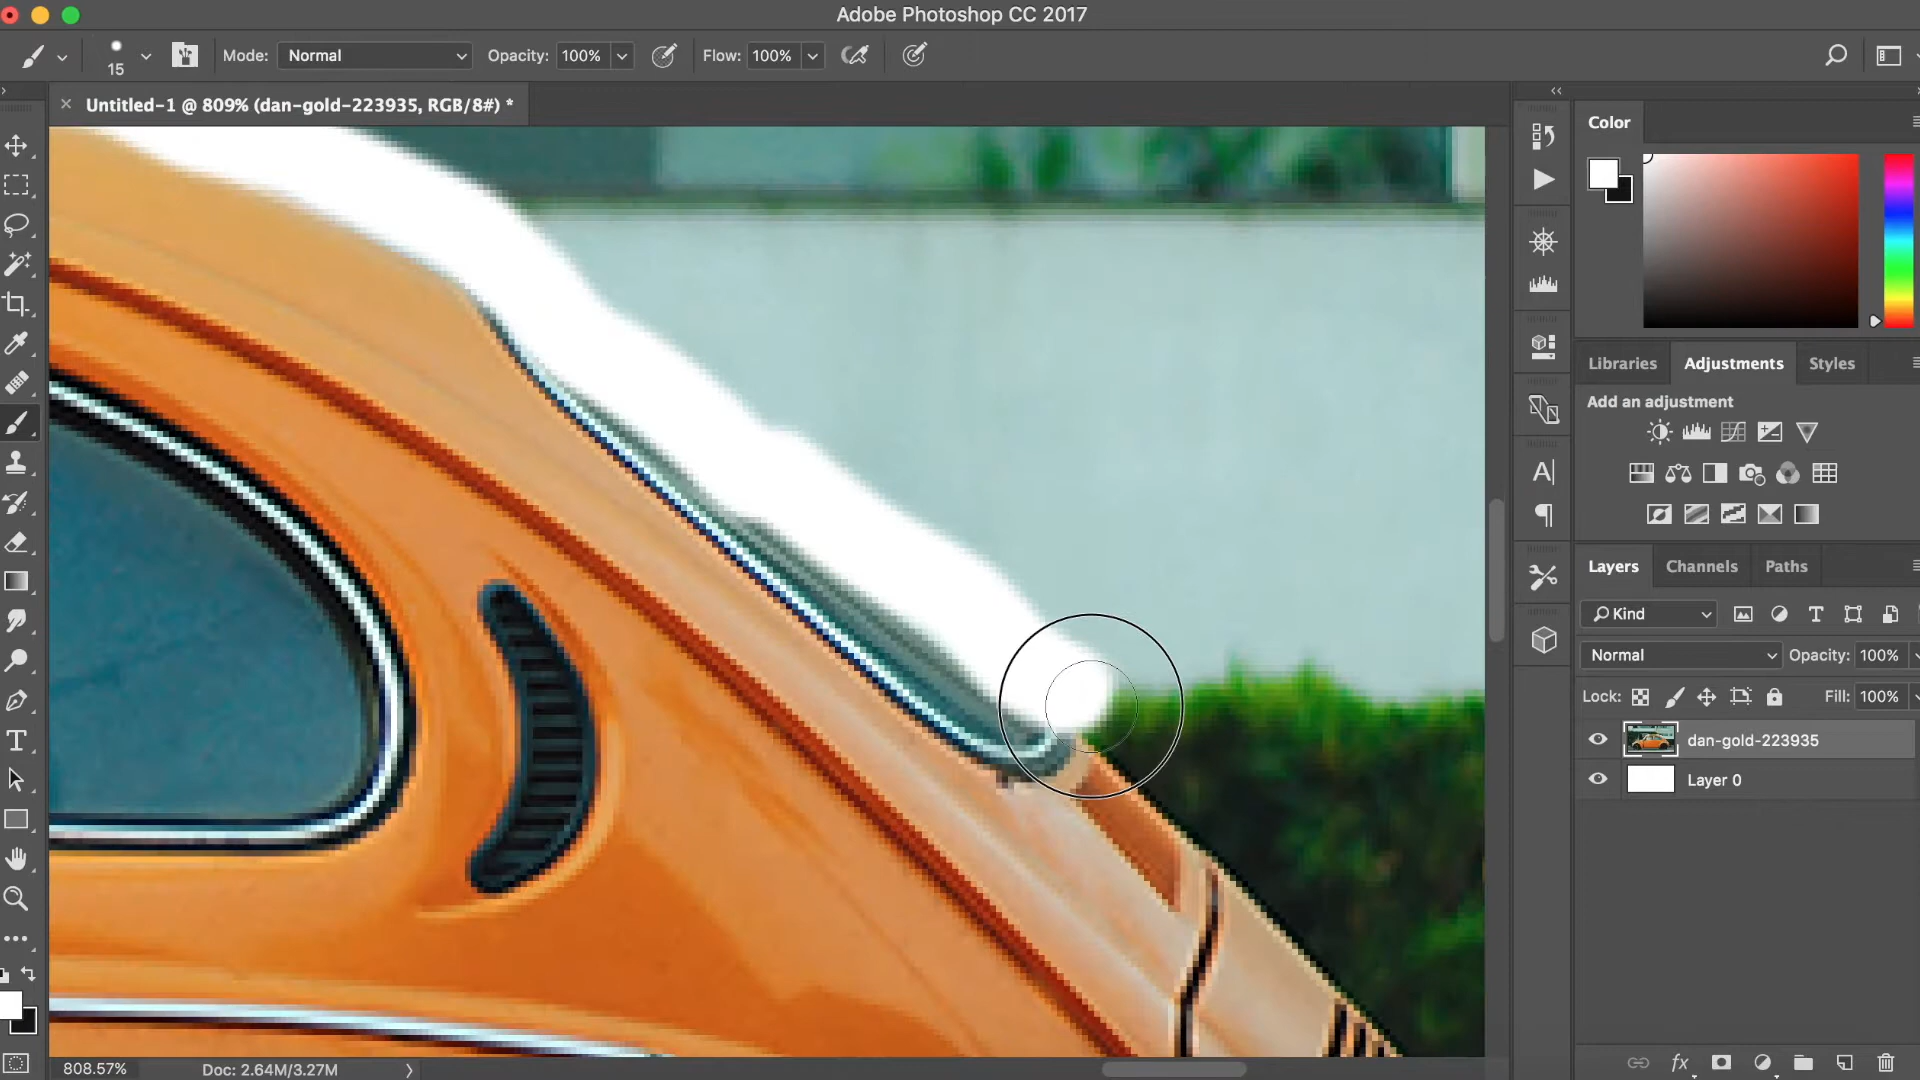 Adobe Photoshop CC 2017
15
Mode: Normal Opacity: 100% Flow: 100%
Untitled-1 @ 809% (dan-gold-223935, RGB/8#) *
Color
Libraries Adjustments Styles
Add an adjustment
Layers Channels Paths
Kind
Normal Opacity: 100%
Lock: Fill: 100%
dan-gold-223935
Layer 0
808.57% Doc: 2.64M/3.27M